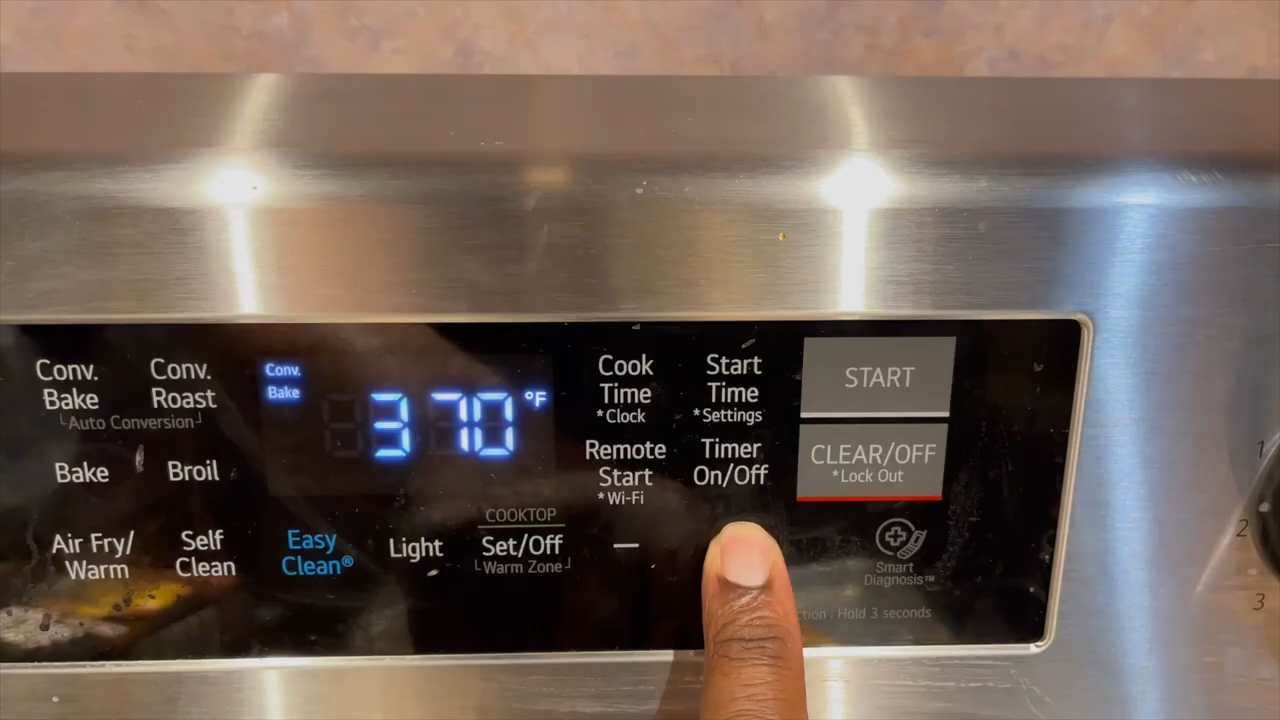 Conv.
Bake
Conv.
Roast
Auto Conversion
Bake
Broil
Air Fry/
Warm
Self
Clean
Easy
Clean®
Conv.
Bake
370 °F
Light
COOKTOP
Set/Off
Warm Zone
Cook
Time
*Clock
Start
Time
*Settings
Remote
Start
*Wi-Fi
Timer
On/Off
—
START
CLEAR/OFF
*Lock Out
Smart
Diagnosis™
: Hold 3 seconds
1
2
3